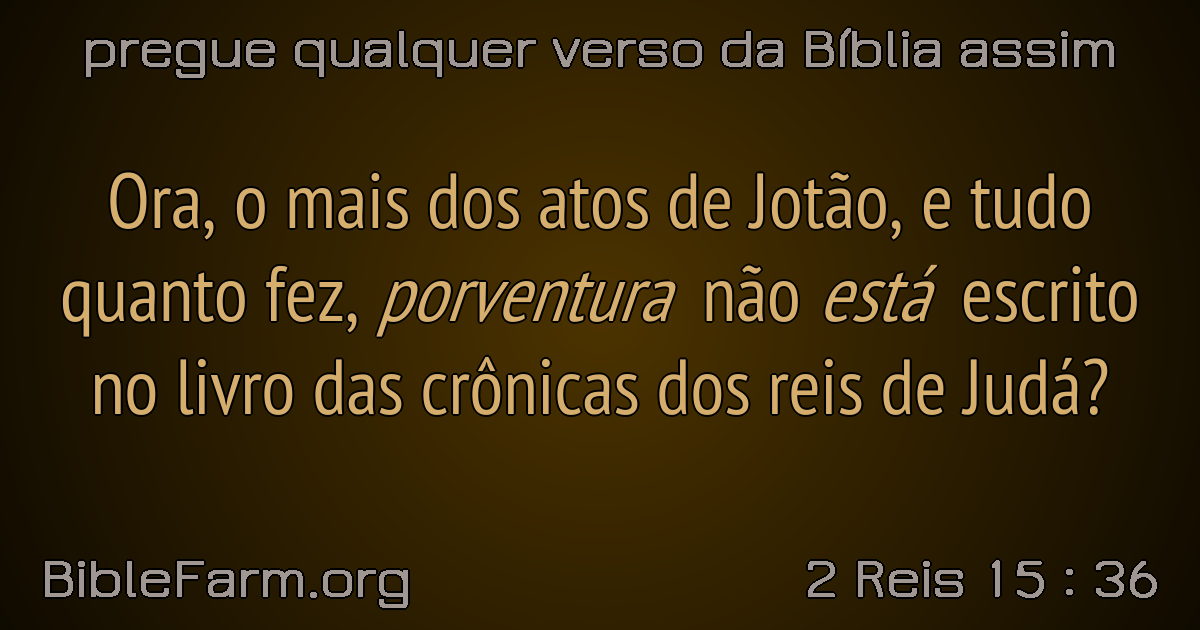 pregue qualquer verso da Bíblia assim
Ora, o mais dos atos de Jotão, e tudo
quanto fez, porventura não está escrito
no livro das crônicas dos reis de Judá?
BibleFarm.org
2 Reis 15 : 36